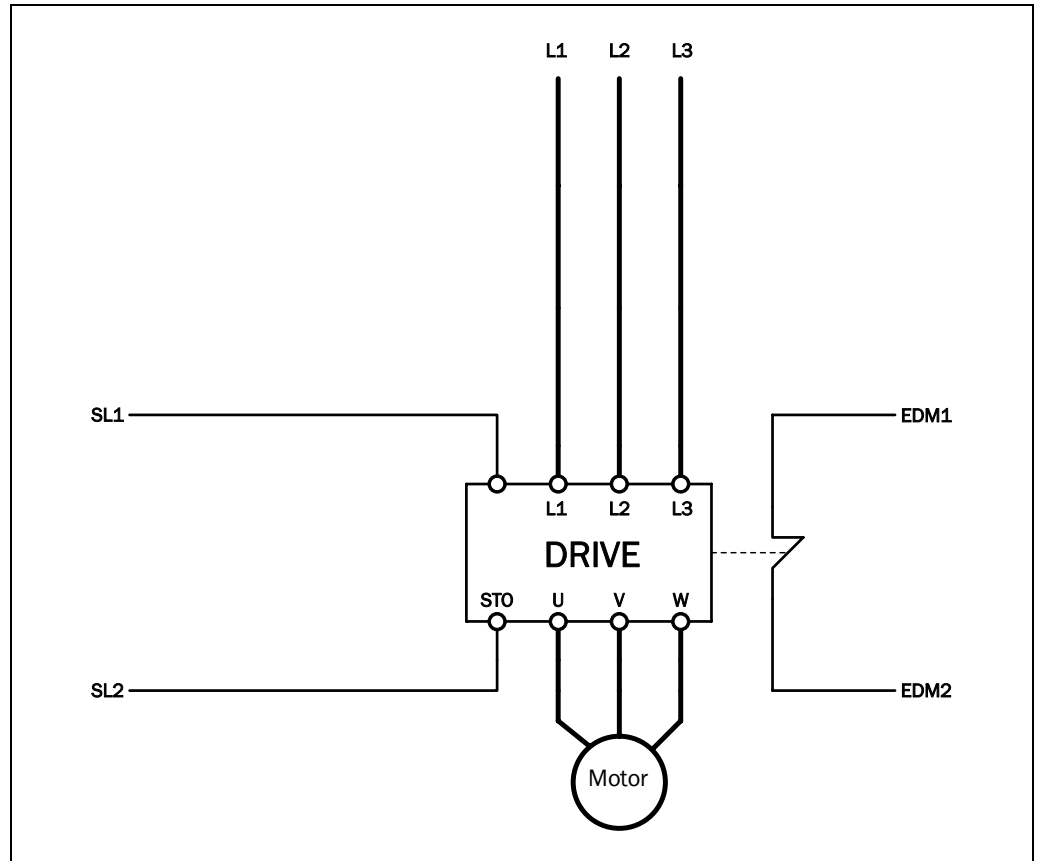 L1 L2 L3
SL1 EDM1
L1 L2 L3
DRIVE
STO U V W
SL2 EDM2
Motor